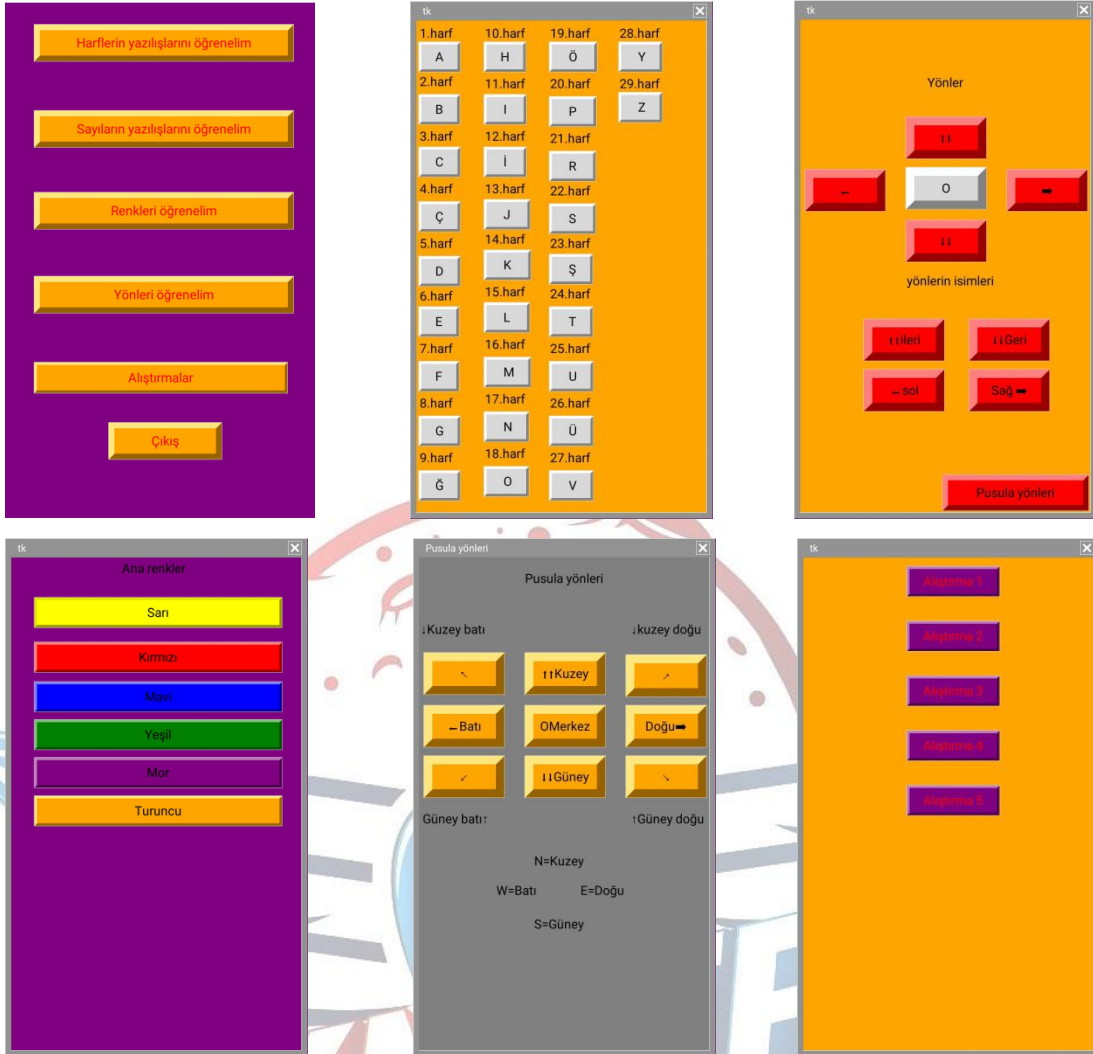 Harflerin yazılışlarını öğrenelim
Sayıların yazılışlarını öğrenelim
Renkleri öğrenelim
Yönleri öğrenelim
Alıştırmalar
Çıkış
tk
1.harf 10.harf 19.harf 28.harf
A H Ö Y
2.harf 11.harf 20.harf 29.harf
B I P Z
3.harf 12.harf 21.harf
C İ R
4.harf 13.harf 22.harf
Ç J S
5.harf 14.harf 23.harf
D K Ş
6.harf 15.harf 24.harf
E L T
7.harf 16.harf 25.harf
F M U
8.harf 17.harf 26.harf
G N Ü
9.harf 18.harf 27.harf
Ğ O V
tk
Yönler
↑↑
← O ➡
↓↓
yönlerin isimleri
↑↑ileri ↓↓Geri
←sol Sağ➡
Pusula yönleri
tk
Ana renkler
Sarı
Kırmızı
Mavi
Yeşil
Mor
Turuncu
Pusula yönleri
Pusula yönleri
↓Kuzey batı ↓kuzey doğu
↖ ↑↑Kuzey ↗
←Batı OMerkez Doğu➡
↙ ↓↓Güney ↘
Güney batı↑ ↑Güney doğu
N=Kuzey
W=Batı E=Doğu
S=Güney
tk
Alıştırma 1
Alıştırma 2
Alıştırma 3
Alıştırma 4
Alıştırma 5